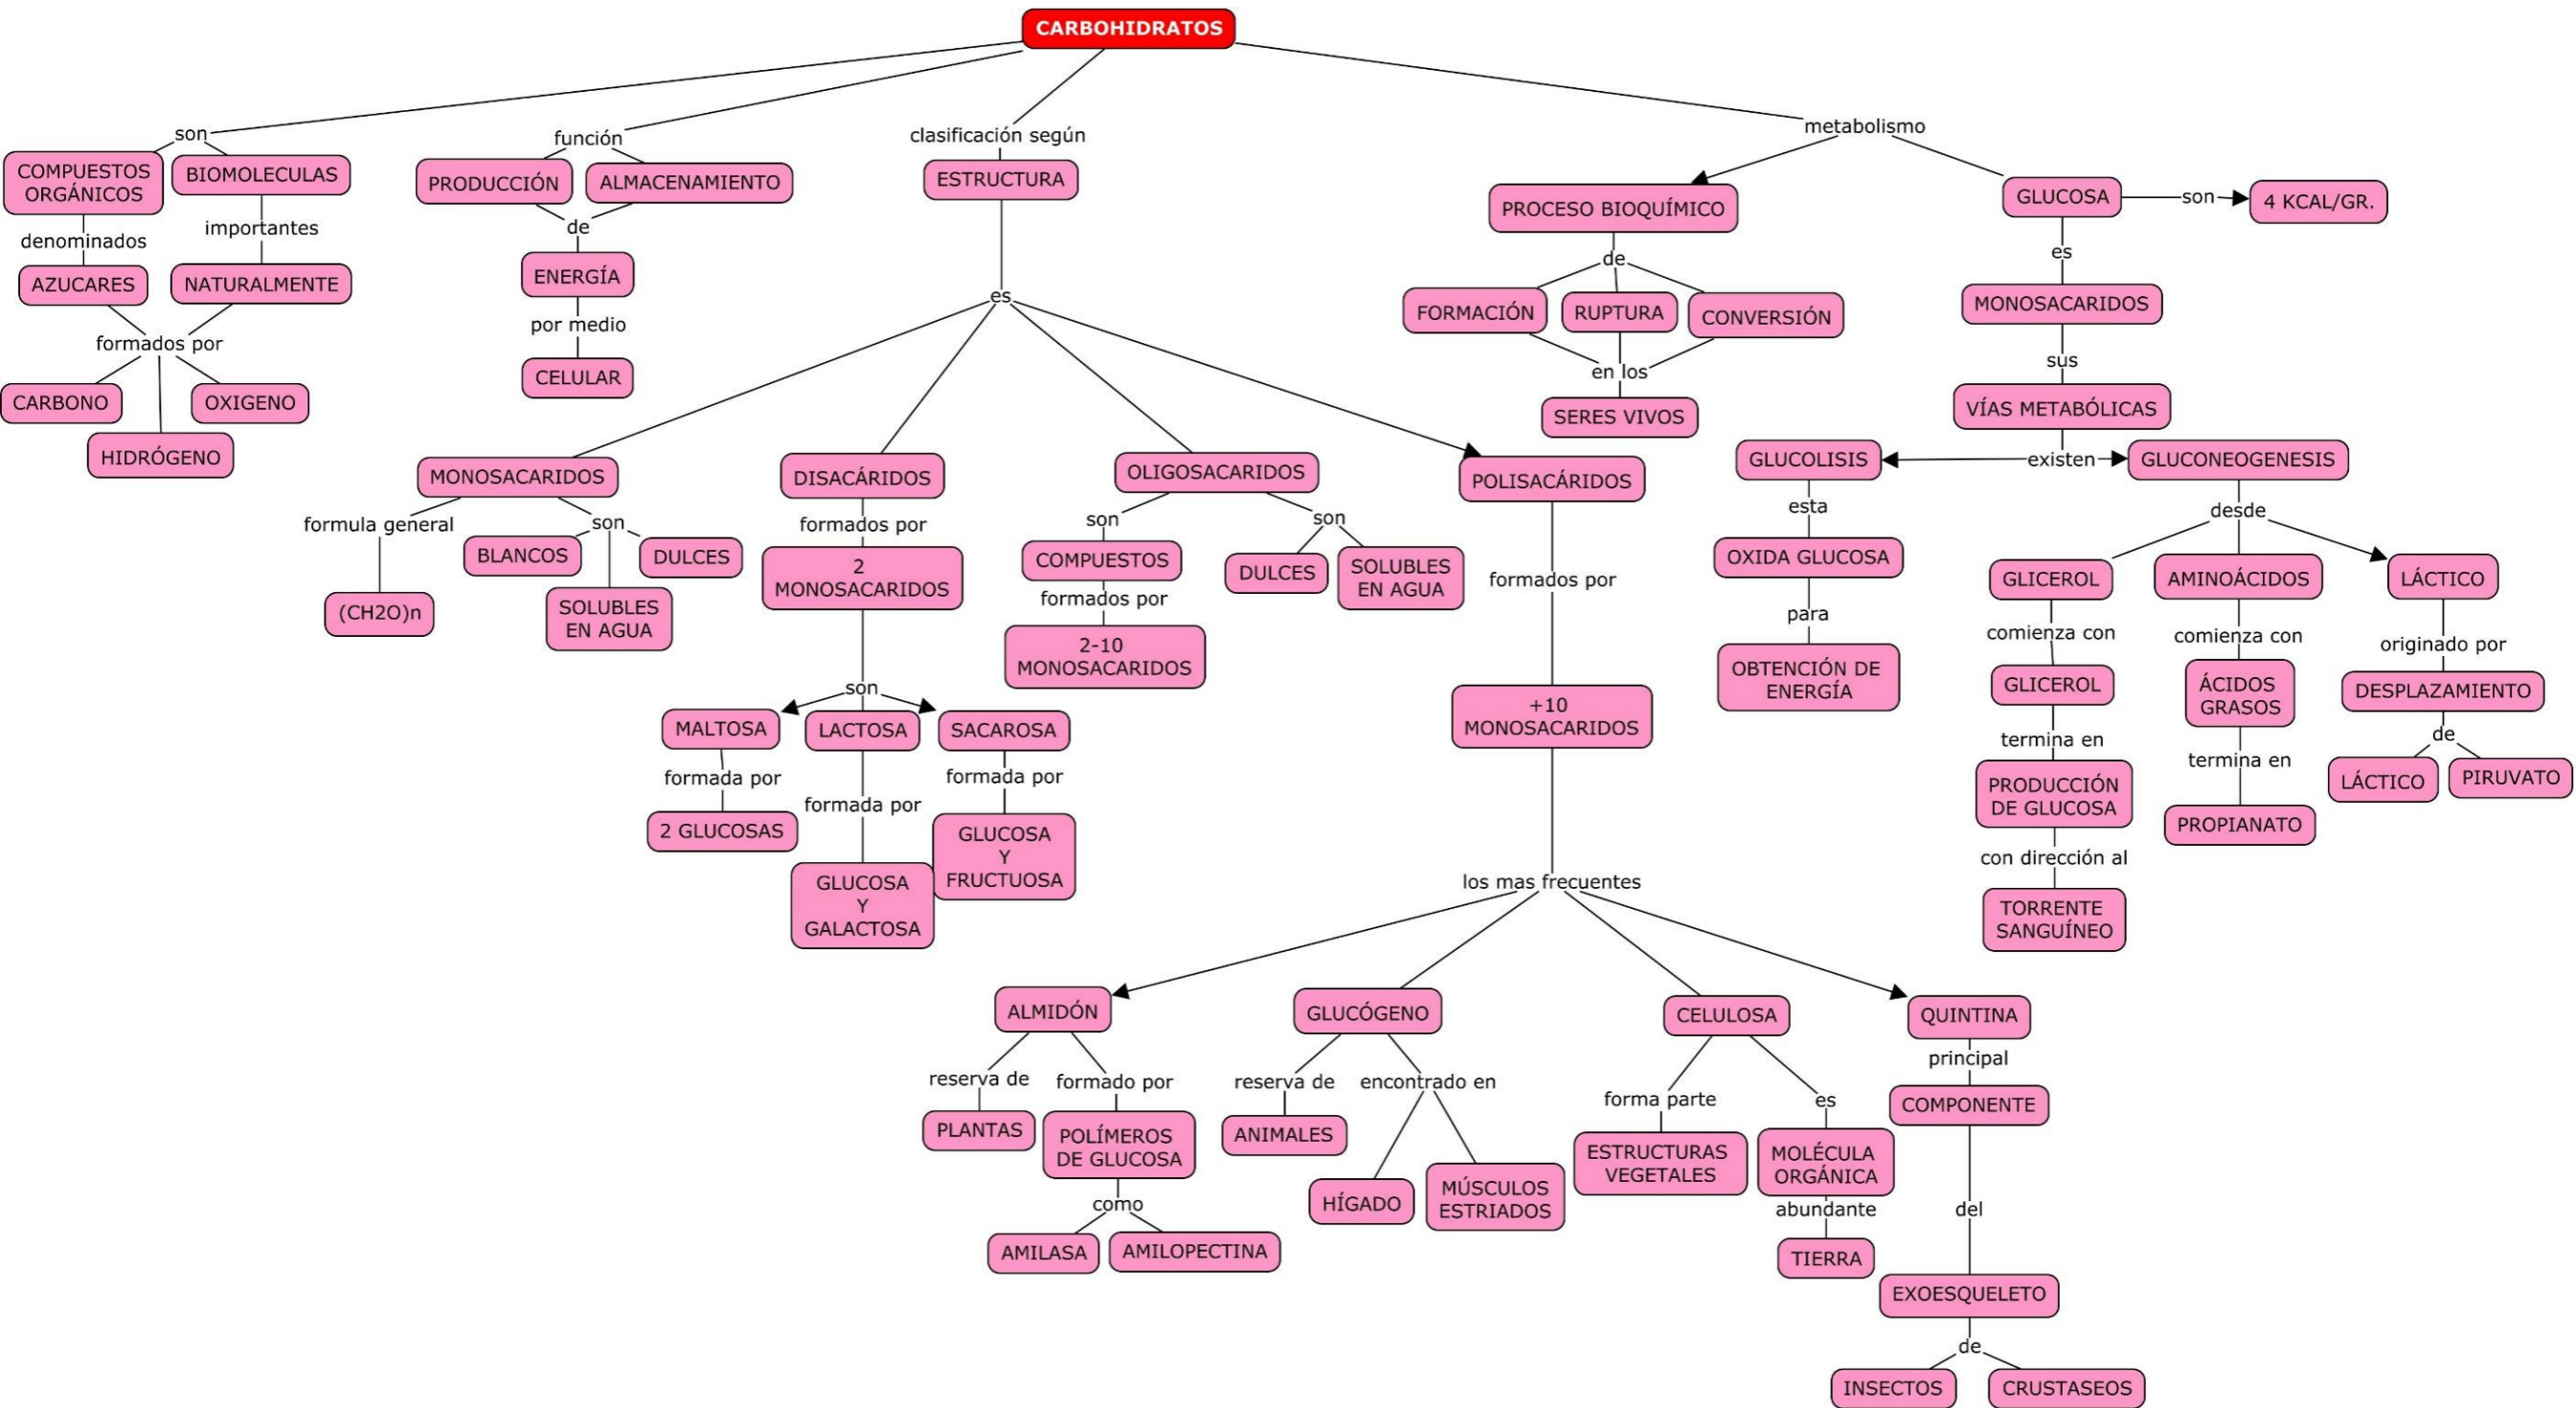 CARBOHIDRATOS
son
COMPUESTOS
ORGÁNICOS
BIOMOLECULAS
denominados
importantes
AZUCARES
NATURALMENTE
formados por
CARBONO
OXIGENO
HIDRÓGENO
función
PRODUCCIÓN
ALMACENAMIENTO
de
ENERGÍA
por medio
CELULAR
clasificación según
ESTRUCTURA
es
MONOSACARIDOS
formula general
(CH2O)n
son
BLANCOS
DULCES
SOLUBLES
EN AGUA
DISACÁRIDOS
formados por
2
MONOSACARIDOS
son
MALTOSA
LACTOSA
SACAROSA
formada por
2 GLUCOSAS
formada por
GLUCOSA
Y
GALACTOSA
formada por
GLUCOSA
Y
FRUCTUOSA
OLIGOSACARIDOS
son
COMPUESTOS
formados por
2-10
MONOSACARIDOS
son
DULCES
SOLUBLES
EN AGUA
POLISACÁRIDOS
formados por
+10
MONOSACARIDOS
los mas frecuentes
ALMIDÓN
reserva de
PLANTAS
formado por
POLÍMEROS
DE GLUCOSA
como
AMILASA
AMILOPECTINA
GLUCÓGENO
reserva de
ANIMALES
encontrado en
HÍGADO
MÚSCULOS
ESTRIADOS
CELULOSA
forma parte
ESTRUCTURAS
VEGETALES
es
MOLÉCULA
ORGÁNICA
abundante
TIERRA
QUINTINA
principal
COMPONENTE
del
EXOESQUELETO
de
INSECTOS
CRUSTASEOS
metabolismo
PROCESO BIOQUÍMICO
de
FORMACIÓN
RUPTURA
CONVERSIÓN
en los
SERES VIVOS
GLUCOSA
son
4 KCAL/GR.
es
MONOSACARIDOS
sus
VÍAS METABÓLICAS
existen
GLUCOLISIS
esta
OXIDA GLUCOSA
para
OBTENCIÓN DE
ENERGÍA
GLUCONEOGENESIS
desde
GLICEROL
comienza con
GLICEROL
termina en
PRODUCCIÓN
DE GLUCOSA
con dirección al
TORRENTE
SANGUÍNEO
AMINOÁCIDOS
comienza con
ÁCIDOS
GRASOS
termina en
PROPIANATO
LÁCTICO
originado por
DESPLAZAMIENTO
de
LÁCTICO
PIRUVATO